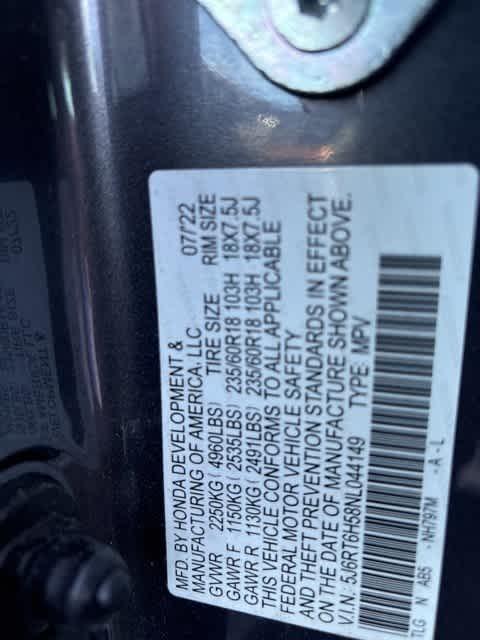 MFD. BY HONDA DEVELOPMENT &
MANUFACTURING OF AMERICA, LLC 07/22
GVWR 2250KG ( 4960LBS) TIRE SIZE RIM SIZE
GAWR F 1150KG ( 2535LBS) 235/60R18 103H 18X7.5J
GAWR R 1130KG ( 2491LBS) 235/60R18 103H 18X7.5J
THIS VEHICLE CONFORMS TO ALL APPLICABLE
FEDERAL MOTOR VEHICLE SAFETY
AND THEFT PREVENTION STANDARDS IN EFFECT
ON THE DATE OF MANUFACTURE SHOWN ABOVE.
V.I.N.: 5J6RT6H58NL044149 TYPE: MPV
TLG N AB5 -NH797M -A - L